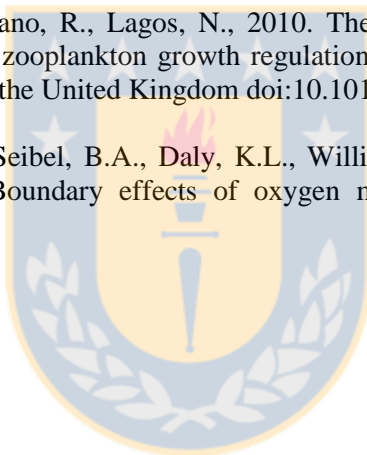 ano, R., Lagos, N., 2010. The
zooplankton growth regulation
the United Kingdom doi:10.101
Seibel, B.A., Daly, K.L., Willi
Boundary effects of oxygen m